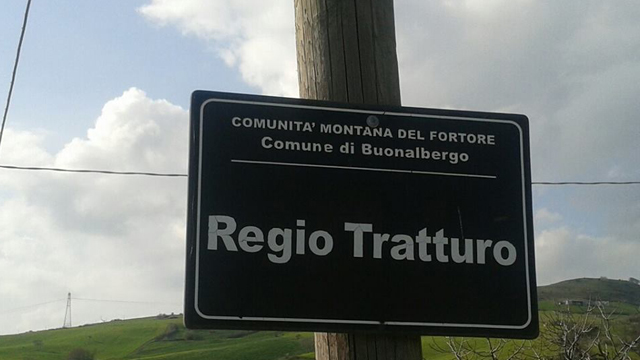 COMUNITA' MONTANA DEL FORTORE
Comune di Buonalbergo
Regio Tratturo